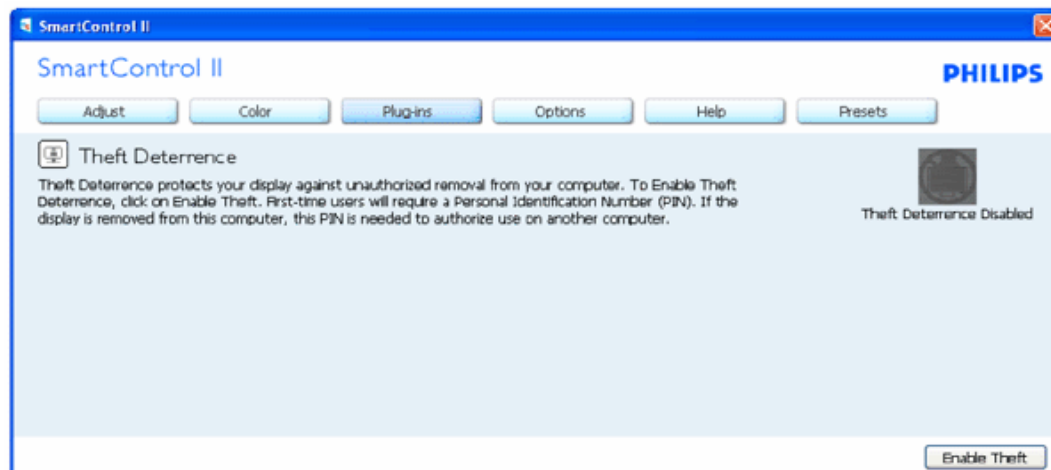 SmartControl II
SmartControl II
PHILIPS
Adjust
Color
Plug-ins
Options
Help
Presets
Theft Deterrence
Theft Deterrence protects your display against unauthorized removal from your computer. To Enable Theft
Deterrence, click on Enable Theft. First-time users will require a Personal Identification Number (PIN). If the
display is removed from this computer, this PIN is needed to authorize use on another computer.
Theft Deterrence Disabled
Enable Theft